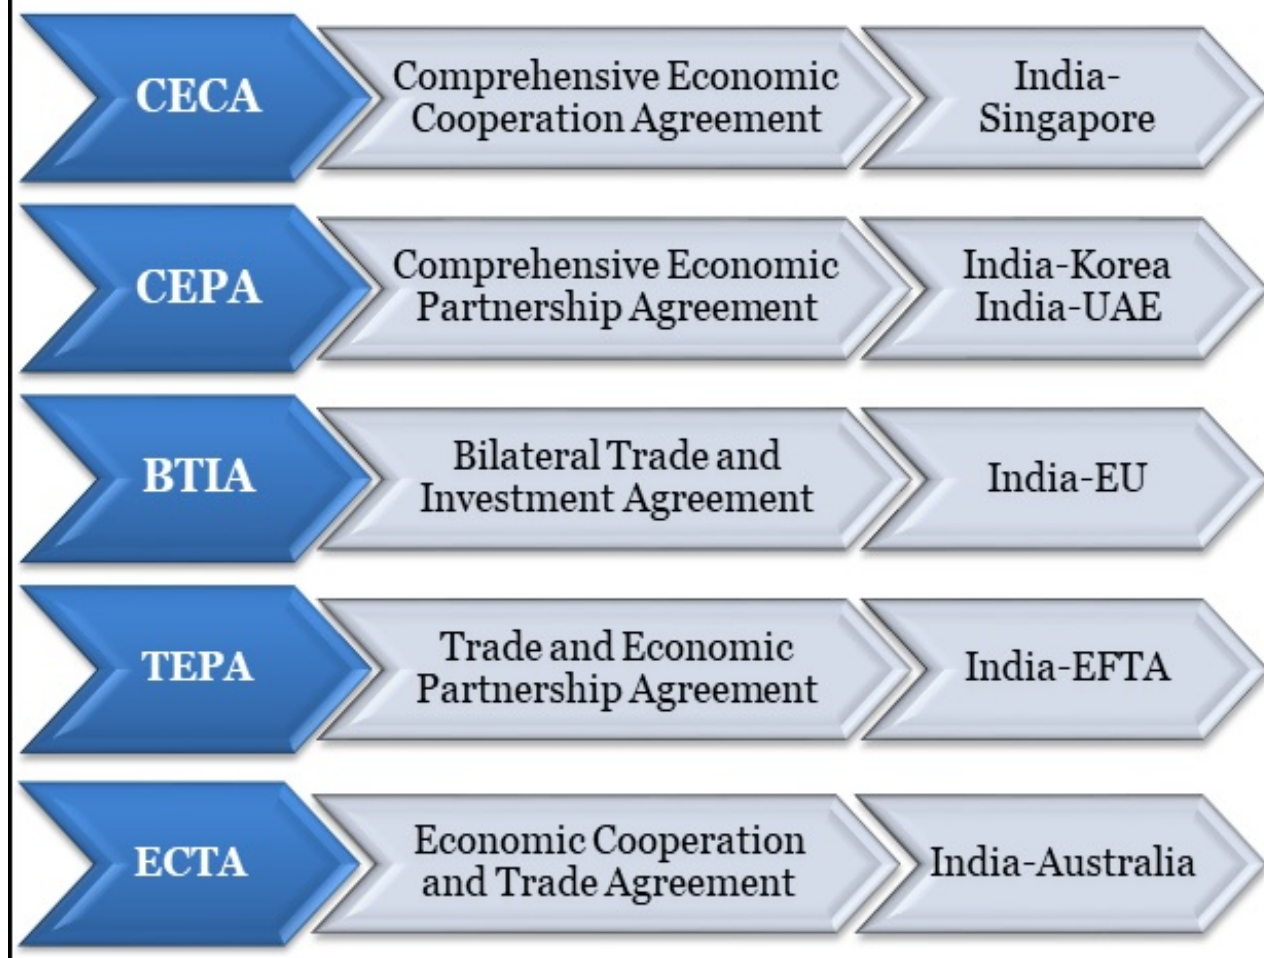 CECA
Comprehensive Economic
Cooperation Agreement
India-
Singapore
CEPA
Comprehensive Economic
Partnership Agreement
India-Korea
India-UAE
BTIA
Bilateral Trade and
Investment Agreement
India-EU
TEPA
Trade and Economic
Partnership Agreement
India-EFTA
ECTA
Economic Cooperation
and Trade Agreement
India-Australia